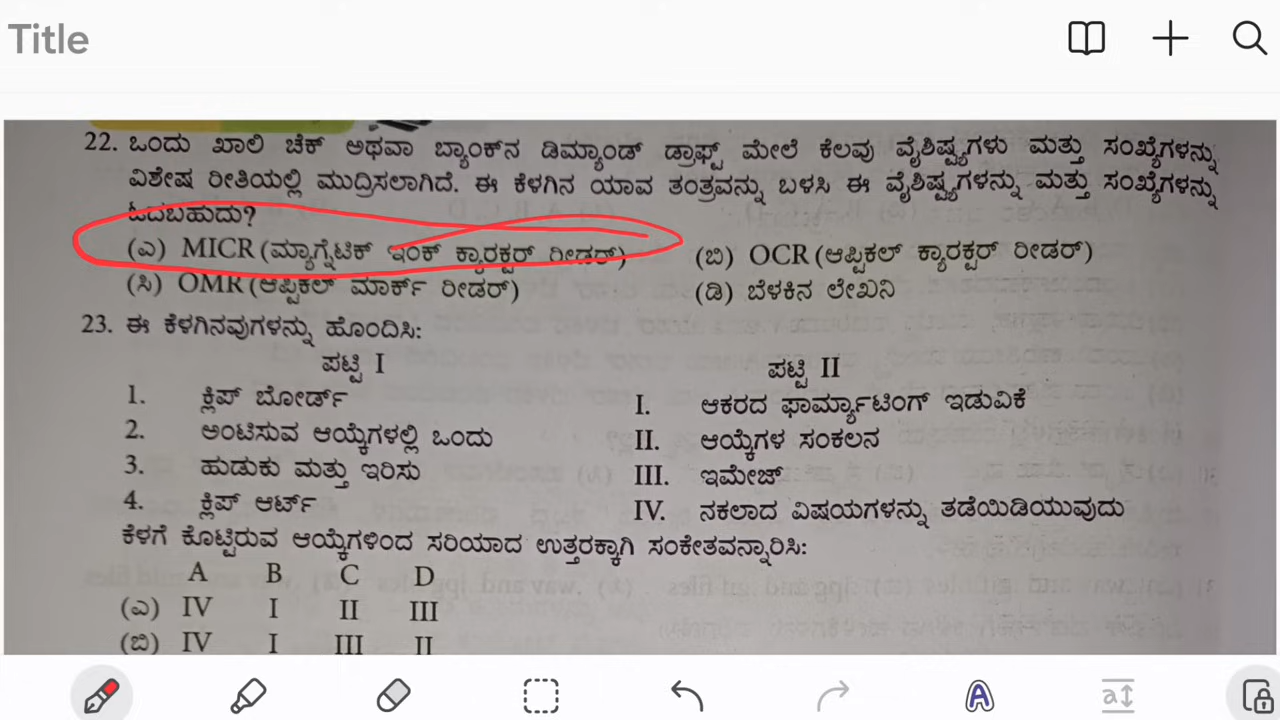 Title
22. ಒಂದು ಖಾಲಿ ಚೆಕ್ ಅಥವಾ ಬ್ಯಾಂಕ್‌ನ ಡಿಮ್ಯಾಂಡ್ ಡ್ರಾಫ್ಟ್ ಮೇಲೆ ಕೆಲವು ವೈಶಿಷ್ಟ್ಯಗಳು ಮತ್ತು ಸಂಖ್ಯೆಗಳನ್ನು
ವಿಶೇಷ ರೀತಿಯಲ್ಲಿ ಮುದ್ರಿಸಲಾಗಿದೆ. ಈ ಕೆಳಗಿನ ಯಾವ ತಂತ್ರವನ್ನು ಬಳಸಿ ಈ ವೈಶಿಷ್ಟ್ಯಗಳನ್ನು ಮತ್ತು ಸಂಖ್ಯೆಗಳನ್ನು
ಓದಬಹುದು?
(ಎ) MICR (ಮ್ಯಾಗ್ನೆಟಿಕ್ ಇಂಕ್ ಕ್ಯಾರಕ್ಟರ್ ರೀಡರ್) (ಬಿ) OCR (ಆಪ್ಟಿಕಲ್ ಕ್ಯಾರಕ್ಟರ್ ರೀಡರ್)
(ಸಿ) OMR (ಆಪ್ಟಿಕಲ್ ಮಾರ್ಕ್ ರೀಡರ್) (ಡಿ) ಬೆಳಕಿನ ಲೇಖನಿ
23. ಈ ಕೆಳಗಿನವುಗಳನ್ನು ಹೊಂದಿಸಿ:
ಪಟ್ಟಿ I ಪಟ್ಟಿ II
1. ಕ್ಲಿಪ್ ಬೋರ್ಡ್ I. ಆಕರದ ಫಾರ್ಮ್ಯಾಟಿಂಗ್ ಇಡುವಿಕೆ
2. ಅಂಟಿಸುವ ಆಯ್ಕೆಗಳಲ್ಲಿ ಒಂದು II. ಆಯ್ಕೆಗಳ ಸಂಕಲನ
3. ಹುಡುಕು ಮತ್ತು ಇರಿಸು III. ಇಮೇಜ್
4. ಕ್ಲಿಪ್ ಆರ್ಟ್ IV. ನಕಲಾದ ವಿಷಯಗಳನ್ನು ತಡೆಯಿಡಿಯುವುದು
ಕೆಳಗೆ ಕೊಟ್ಟಿರುವ ಆಯ್ಕೆಗಳಿಂದ ಸರಿಯಾದ ಉತ್ತರಕ್ಕಾಗಿ ಸಂಕೇತವನ್ನಾರಿಸಿ:
A B C D
(ಎ) IV I II III
(ಬಿ) IV I III II